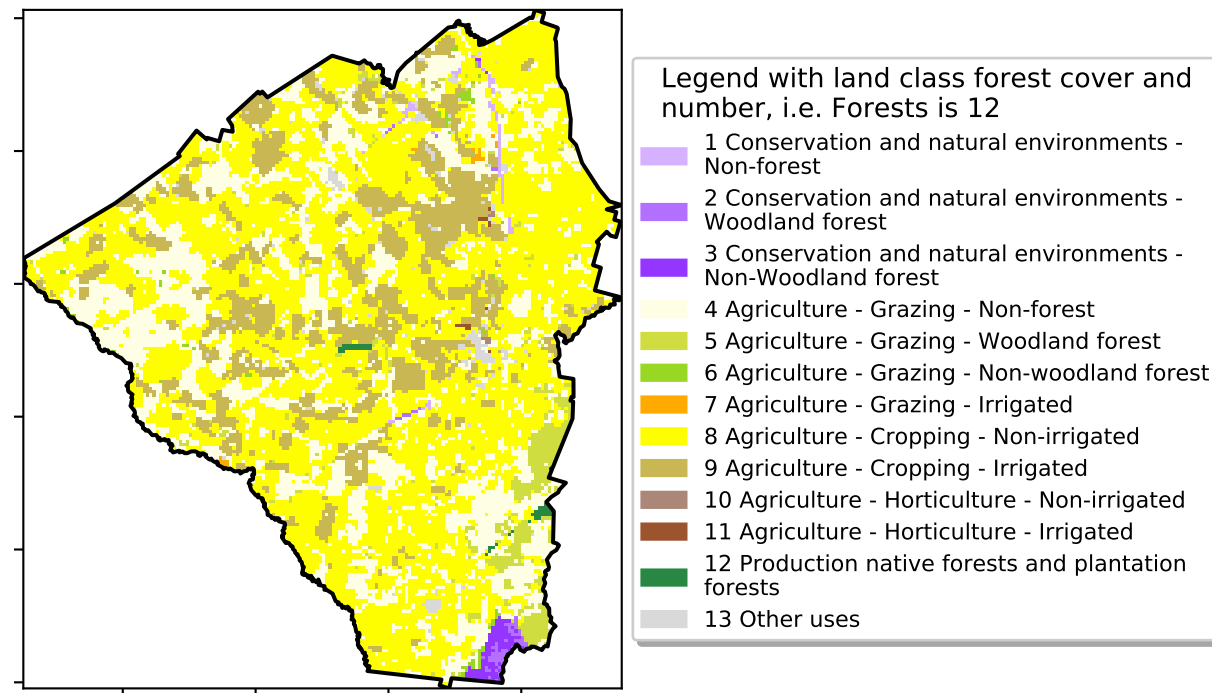 Legend with land class forest cover and
number, i.e. Forests is 12
1 Conservation and natural environments -
Non-forest
2 Conservation and natural environments -
Woodland forest
3 Conservation and natural environments -
Non-Woodland forest
4 Agriculture - Grazing - Non-forest
5 Agriculture - Grazing - Woodland forest
6 Agriculture - Grazing - Non-woodland forest
7 Agriculture - Grazing - Irrigated
8 Agriculture - Cropping - Non-irrigated
9 Agriculture - Cropping - Irrigated
10 Agriculture - Horticulture - Non-irrigated
11 Agriculture - Horticulture - Irrigated
12 Production native forests and plantation
forests
13 Other uses